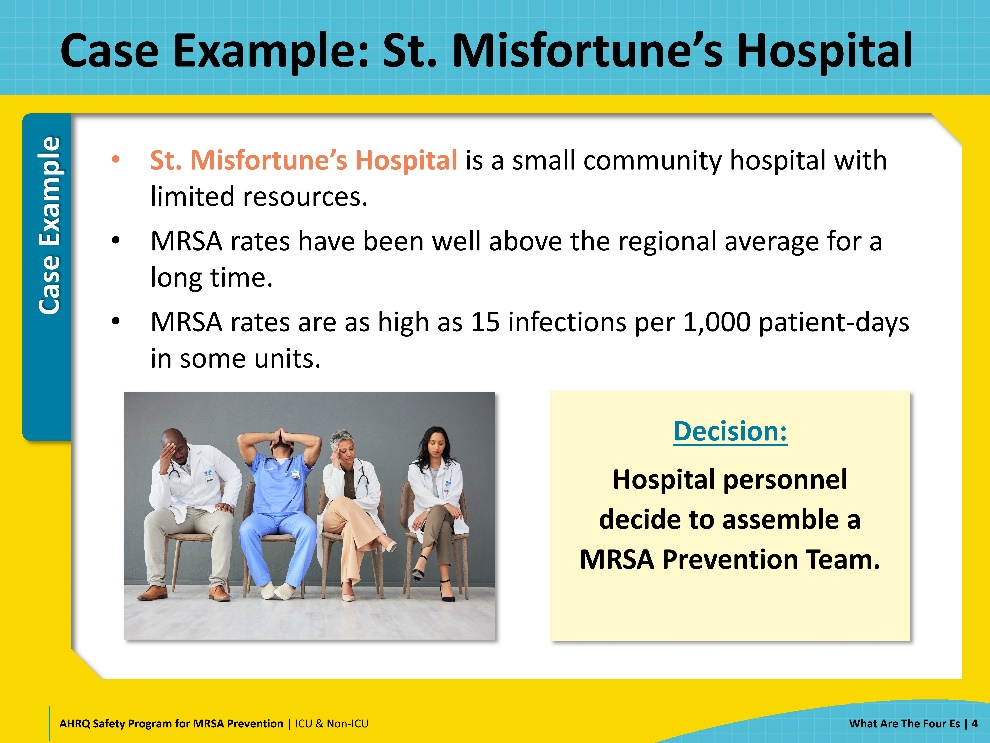 Case Example: St. Misfortune’s Hospital
Case Example
• St. Misfortune’s Hospital is a small community hospital with
limited resources.
• MRSA rates have been well above the regional average for a
long time.
• MRSA rates are as high as 15 infections per 1,000 patient-days
in some units.
Decision:
Hospital personnel
decide to assemble a
MRSA Prevention Team.
AHRQ Safety Program for MRSA Prevention | ICU & Non-ICU
What Are The Four Es | 4